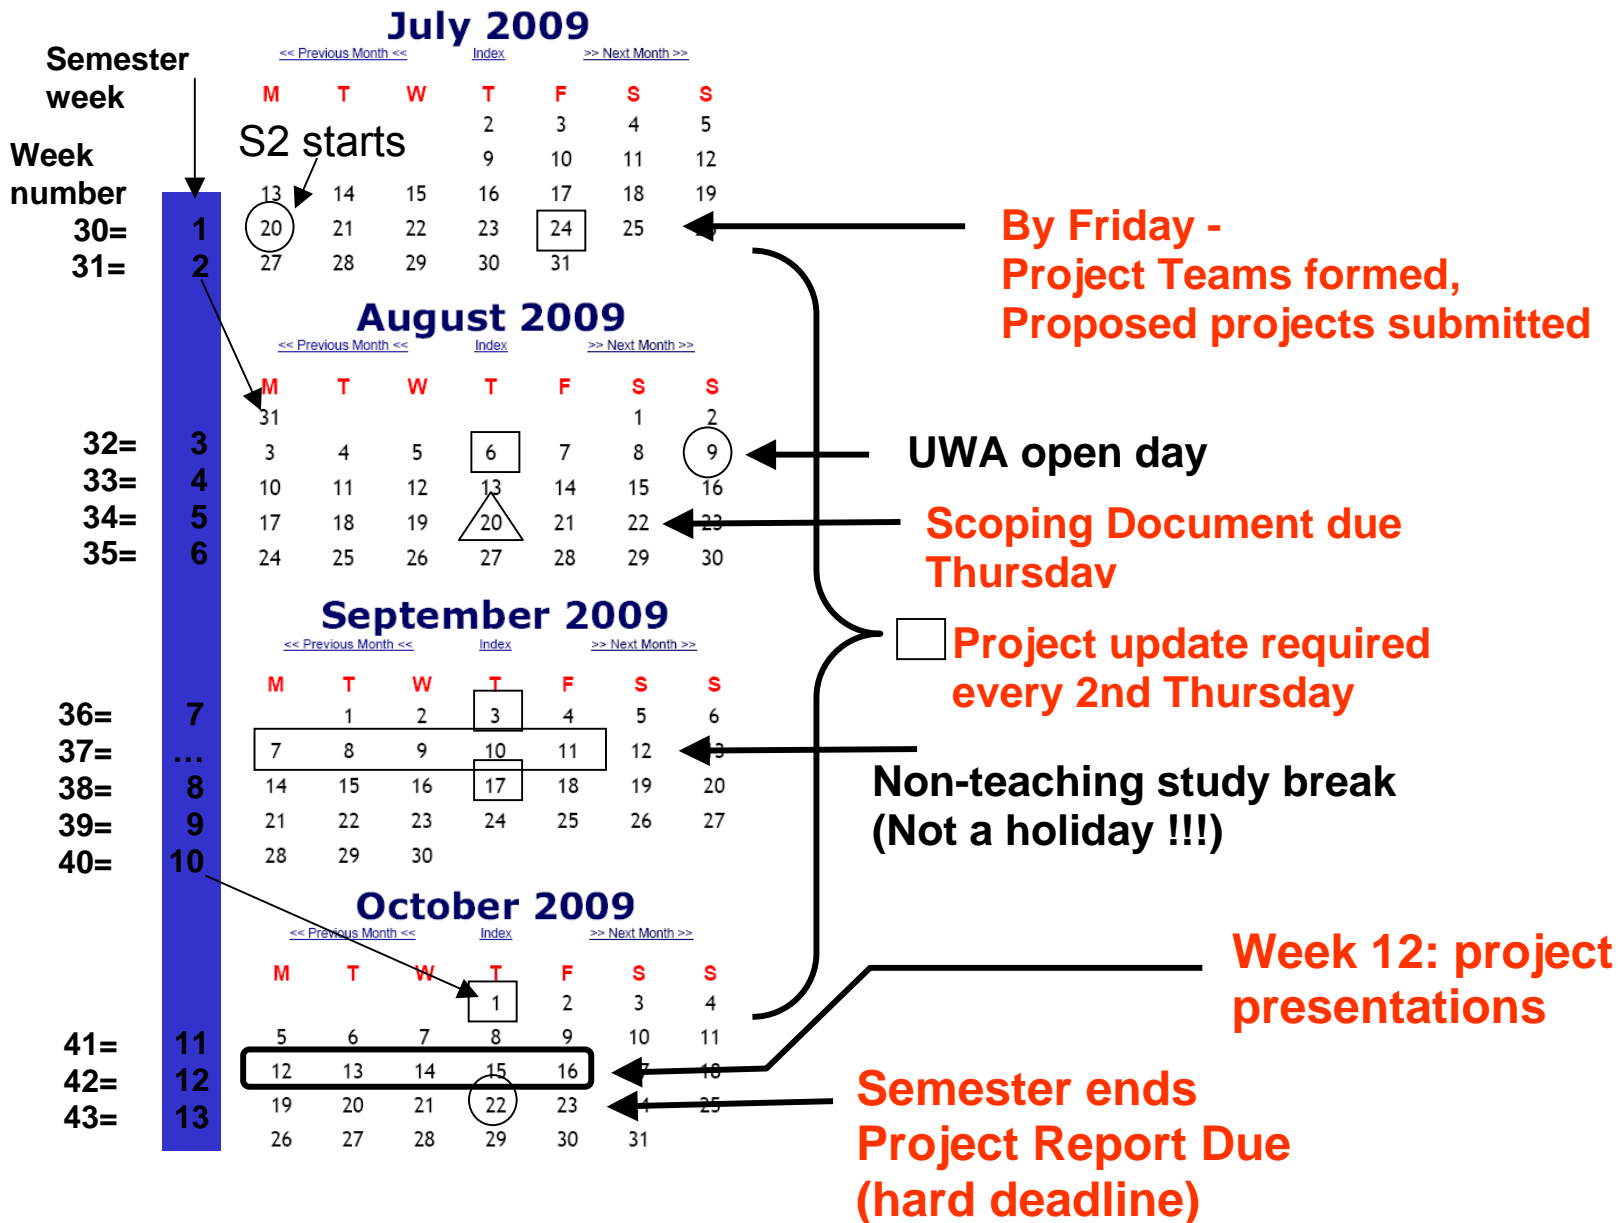 July 2009
<< Previous Month << Index >> Next Month >>
Semester
week
M T W T F S S
2 3 4 5
S2 starts
Week
number
9 10 11 12
13 14 15 16 17 18 19
30= 1 20 21 22 23 24 25
31= 2 27 28 29 30 31
By Friday -
Project Teams formed,
Proposed projects submitted
August 2009
<< Previous Month << Index >> Next Month >>
M T W T F S S
31 1 2
32= 3 3 4 5 6 7 8 9
UWA open day
33= 4 10 11 12 13 14 15 16
34= 5 17 18 19 20 21 22 23
35= 6 24 25 26 27 28 29 30
Scoping Document due
Thursday
September 2009
<< Previous Month << Index >> Next Month >>
Project update required
every 2nd Thursday
M T W T F S S
36= 7 1 2 3 4 5 6
37= ... 7 8 9 10 11 12 13
38= 8 14 15 16 17 18 19 20
39= 9 21 22 23 24 25 26 27
40= 10 28 29 30
Non-teaching study break
(Not a holiday !!!)
October 2009
<< Previous Month << Index >> Next Month >>
M T W T F S S
1 2 3 4
41= 11 5 6 7 8 9 10 11
42= 12 12 13 14 15 16 18
43= 13 19 20 21 22 23 25
26 27 28 29 30 31
Week 12: project
presentations
Semester ends
Project Report Due
(hard deadline)